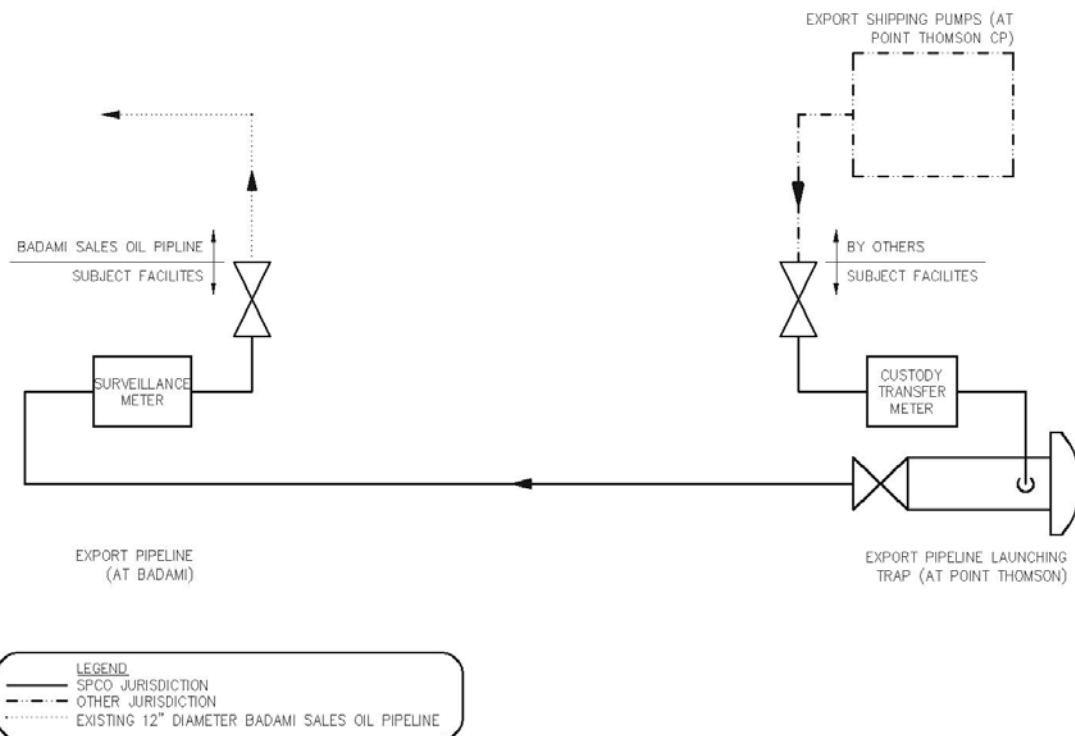 EXPORT SHIPPING PUMPS (AT
POINT THOMSON CP)
BADAMI SALES OIL PIPLINE
SUBJECT FACILITES
BY OTHERS
SUBJECT FACILITES
SURVEILLANCE
METER
CUSTODY
TRANSFER
METER
EXPORT PIPELINE
(AT BADAMI)
EXPORT PIPELINE LAUNCHING
TRAP (AT POINT THOMSON)
LEGEND
SPCO JURISDICTION
OTHER JURISDICTION
EXISTING 12" DIAMETER BADAMI SALES OIL PIPELINE